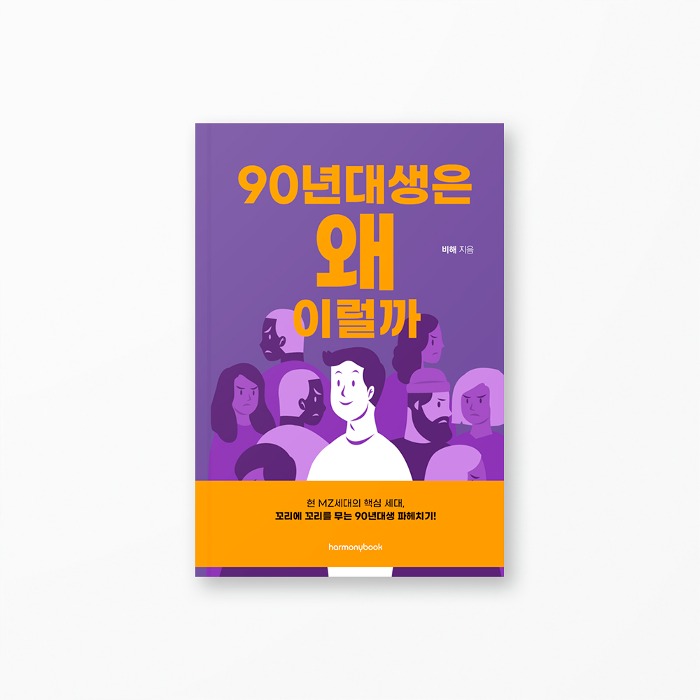 90년대생은
왜
비해 지음
이럴까
현 MZ세대의 핵심 세대,
꼬리에 꼬리를 무는 90년대생 파헤치기!
harmonybook